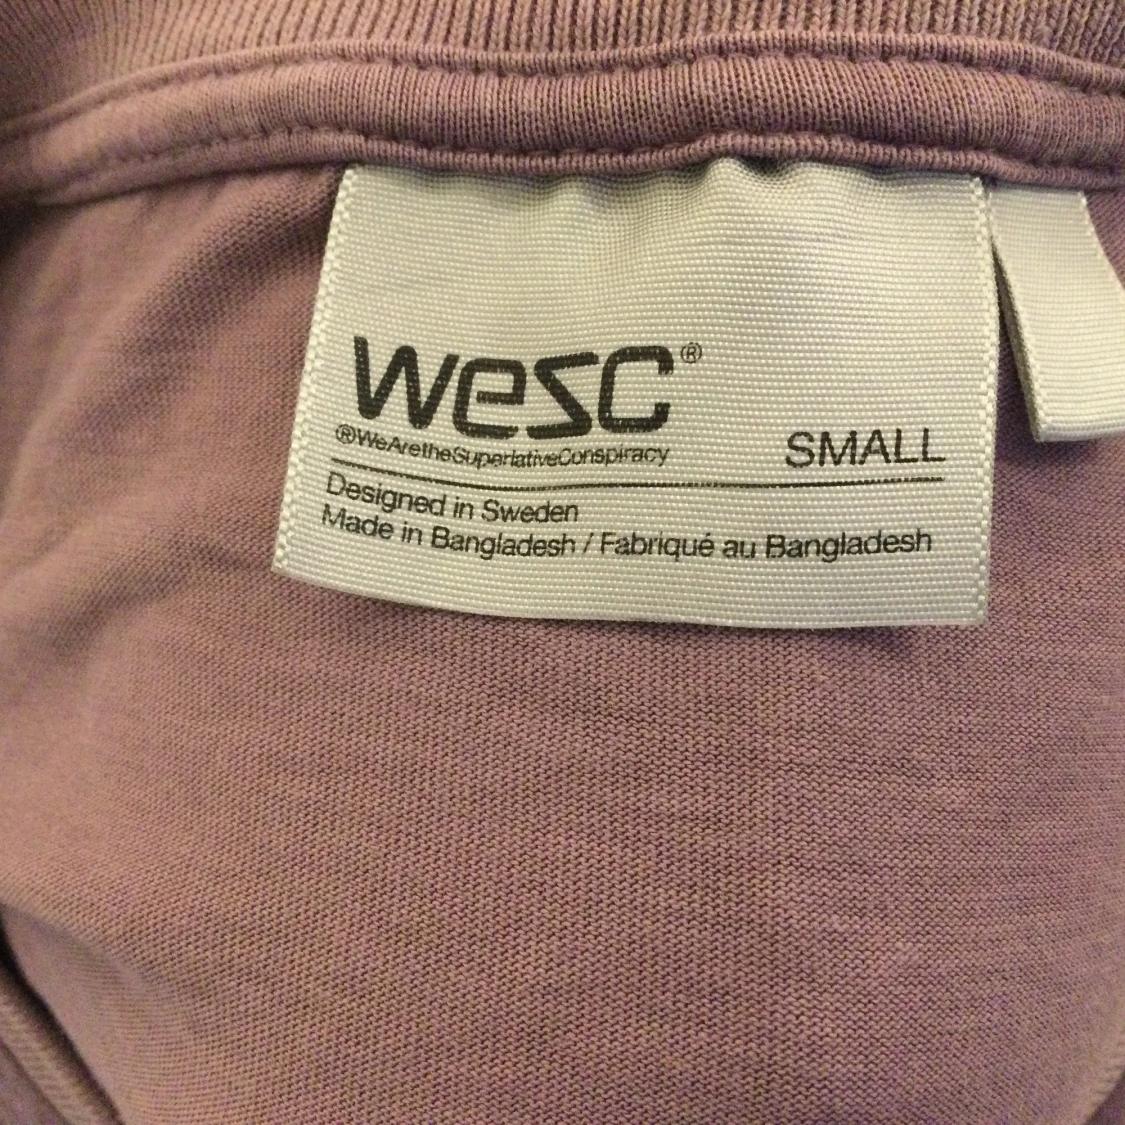 wesc®
®WeAretheSuperlativeConspiracy
SMALL
Designed in Sweden
Made in Bangladesh / Fabriqué au Bangladesh